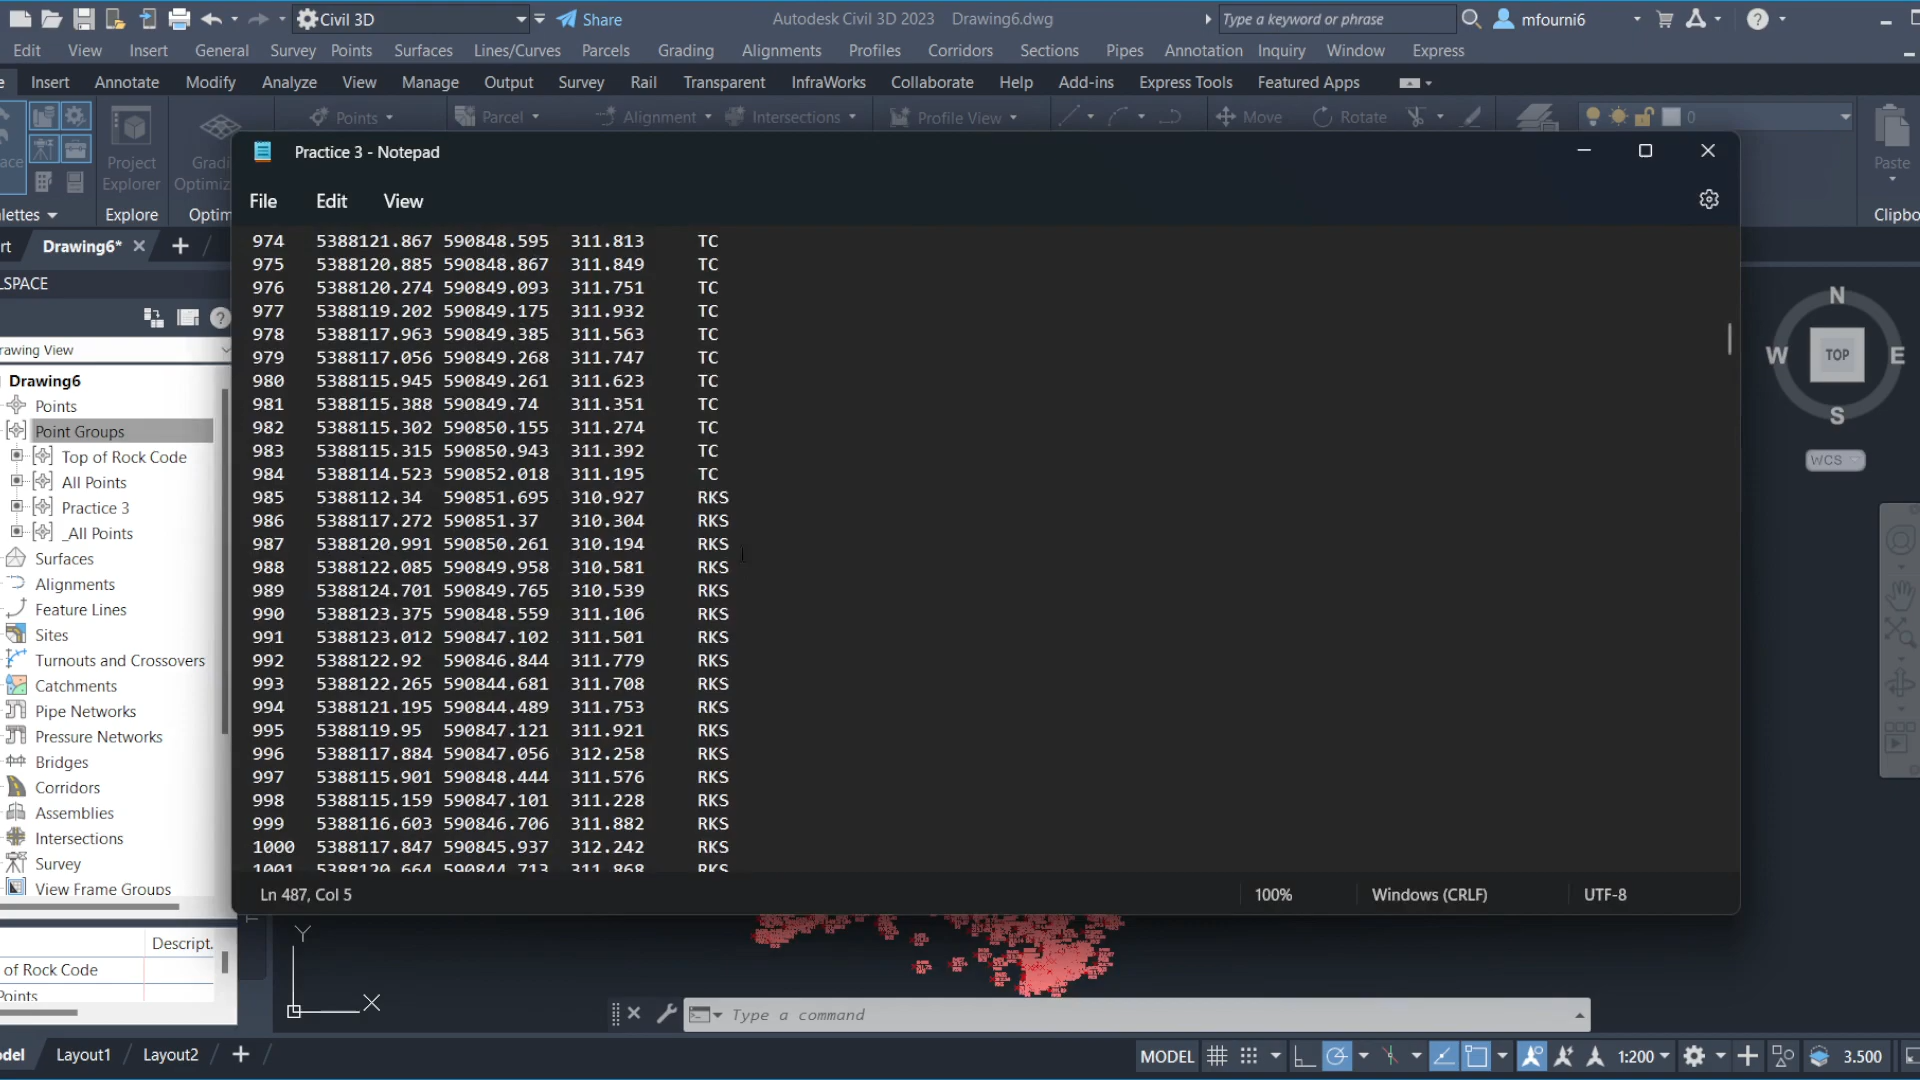 Civil 3D
Share
Autodesk Civil 3D 2023 Drawing6.dwg
Type a keyword or phrase
mfourni6
Edit View Insert General Survey Points Surfaces Lines/Curves Parcels Grading Alignments Profiles Corridors Sections Pipes Annotation Inquiry Window Express
Insert Annotate Modify Analyze View Manage Output Survey Rail Transparent InfraWorks Collaborate Help Add-ins Express Tools Featured Apps
Points Parcel Alignment Intersections Profile View Move Rotate 0
Project
Explorer
Gradi
Optimiz
Paste
lettes Explore Optim Clipbo
rt Drawing6* +
LSPACE
rawing View
Drawing6
Points
Point Groups
Top of Rock Code
All Points
Practice 3
_All Points
Surfaces
Alignments
Feature Lines
Sites
Turnouts and Crossovers
Catchments
Pipe Networks
Pressure Networks
Bridges
Corridors
Assemblies
Intersections
Survey
View Frame Groups
Descript.
of Rock Code
Points
Practice 3 - Notepad
File Edit View
974 5388121.867 590848.595 311.813 TC
975 5388120.885 590848.867 311.849 TC
976 5388120.274 590849.093 311.751 TC
977 5388119.202 590849.175 311.932 TC
978 5388117.963 590849.385 311.563 TC
979 5388117.056 590849.268 311.747 TC
980 5388115.945 590849.261 311.623 TC
981 5388115.388 590849.74 311.351 TC
982 5388115.302 590850.155 311.274 TC
983 5388115.315 590850.943 311.392 TC
984 5388114.523 590852.018 311.195 TC
985 5388112.34 590851.695 310.927 RKS
986 5388117.272 590851.37 310.304 RKS
987 5388120.991 590850.261 310.194 RKS
988 5388122.085 590849.958 310.581 RKS
989 5388124.701 590849.765 310.539 RKS
990 5388123.375 590848.559 311.106 RKS
991 5388123.012 590847.102 311.501 RKS
992 5388122.92 590846.844 311.779 RKS
993 5388122.265 590844.681 311.708 RKS
994 5388121.195 590844.489 311.753 RKS
995 5388119.95 590847.121 311.921 RKS
996 5388117.884 590847.056 312.258 RKS
997 5388115.901 590848.444 311.576 RKS
998 5388115.159 590847.101 311.228 RKS
999 5388116.603 590846.706 311.882 RKS
1000 5388117.847 590845.937 312.242 RKS
1001 5388120.664 590844.713 311.868 RKS
Ln 487, Col 5 100% Windows (CRLF) UTF-8
N
W TOP E
S
WCS
Y
X
Type a command
odel Layout1 Layout2 +
MODEL 1:200 3.500